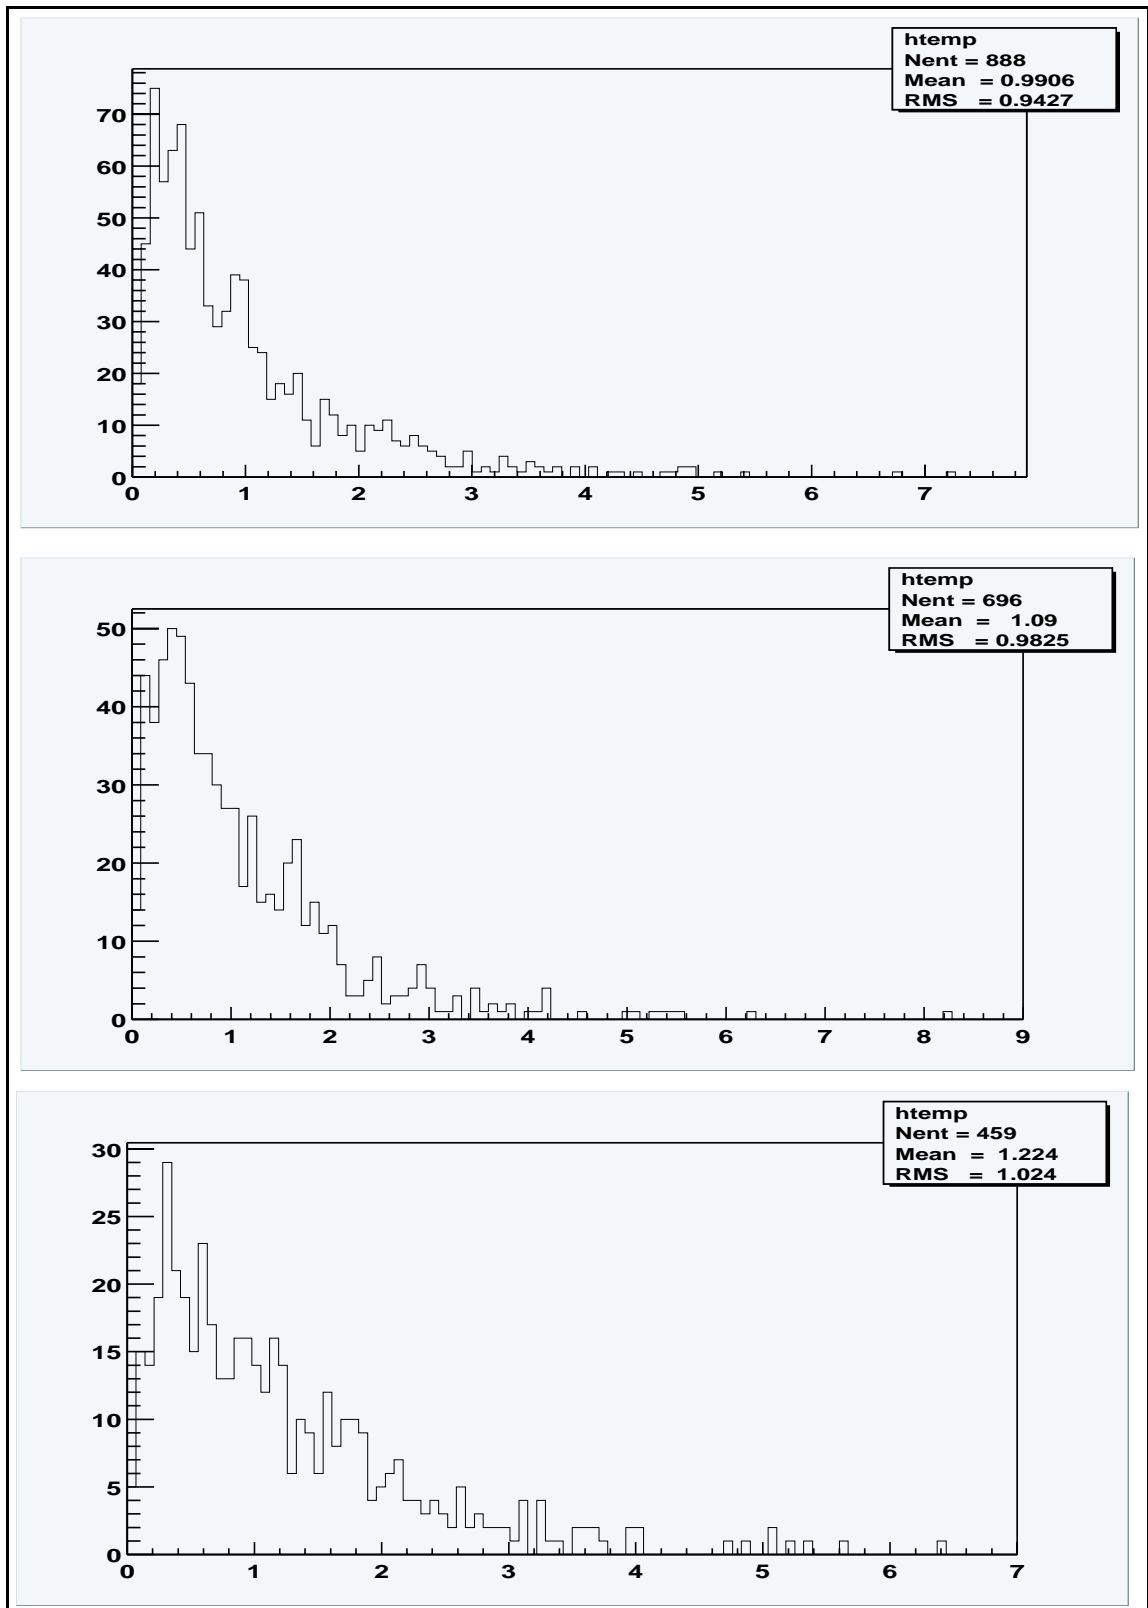 htemp
Nent = 888
Mean = 0.9906
RMS = 0.9427
70
60
50
40
30
20
10
0
0 1 2 3 4 5 6 7
htemp
Nent = 696
Mean = 1.09
RMS = 0.9825
50
40
30
20
10
0
0 1 2 3 4 5 6 7 8 9
htemp
Nent = 459
Mean = 1.224
RMS = 1.024
30
25
20
15
10
5
0
0 1 2 3 4 5 6 7